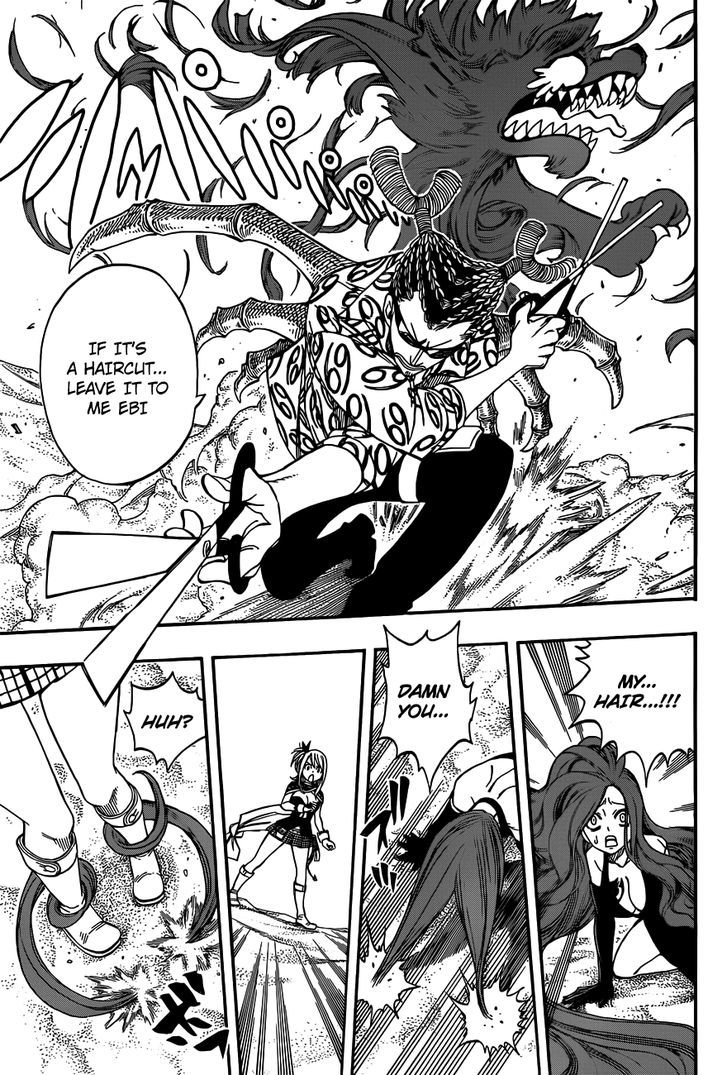 IF IT'S
A HAIRCUT...
LEAVE IT TO
ME EBI
MY...
HAIR...!!!
DAMN
YOU...
HUH?